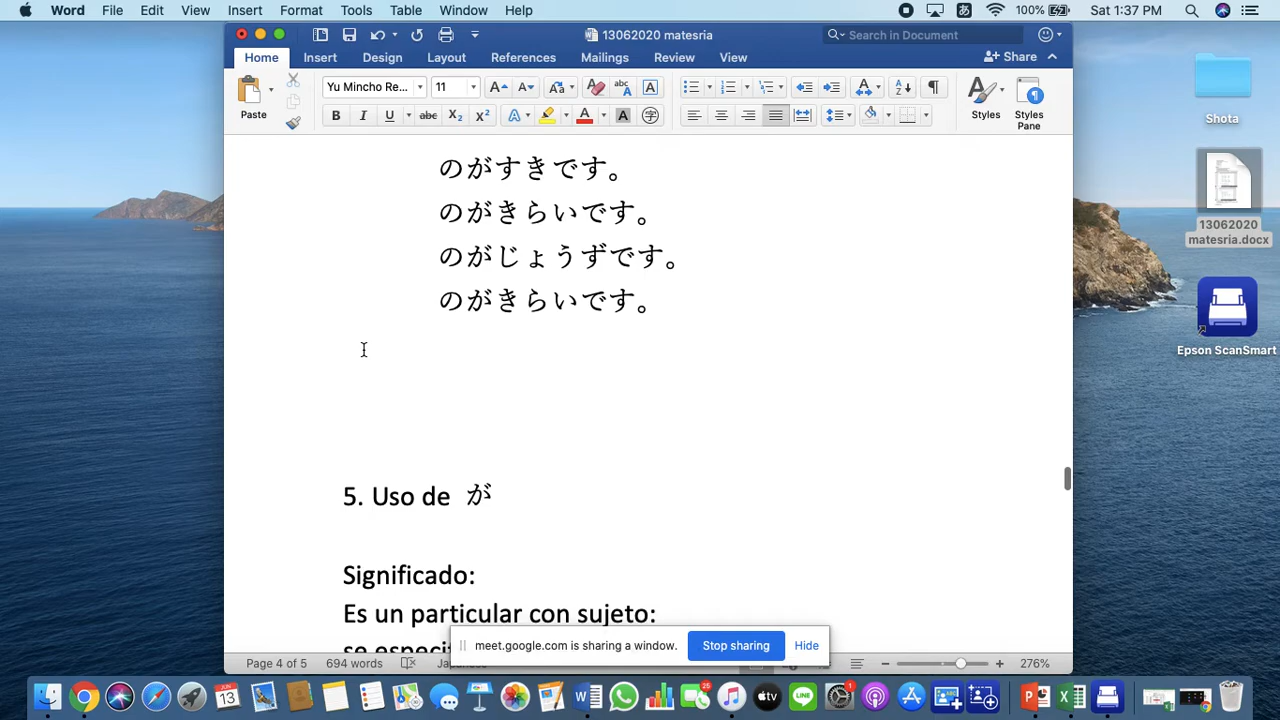 Word File Edit View Insert Format Tools Table Window Help 100% Sat 1:37 PM
13062020 matesria Search in Document
Home Insert Design Layout References Mailings Review View Share
Yu Mincho Re... 11
Paste Styles Styles Pane
のがすきです。
のがきらいです。
のがじょうずです。
のがきらいです。
5. Uso de が
Significado:
Es un particular con sujeto:
meet.google.com is sharing a window. Stop sharing Hide
Page 4 of 5 694 words 276%
Shota
13062020
matesria.docx
Epson ScanSmart